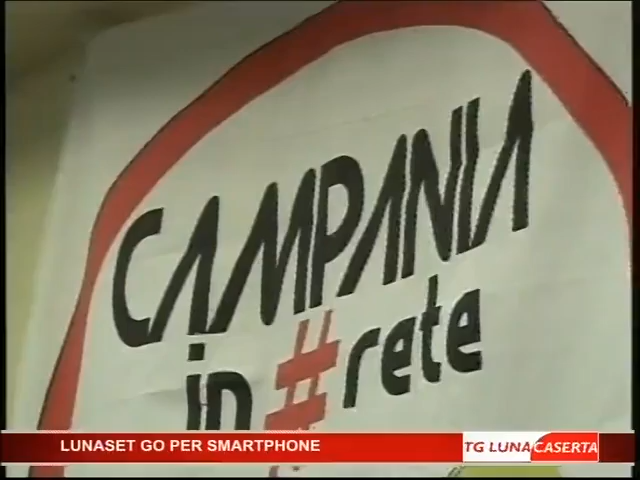 CAMPANIA
in #rete
LUNASET GO PER SMARTPHONE
TG LUNA CASERTA